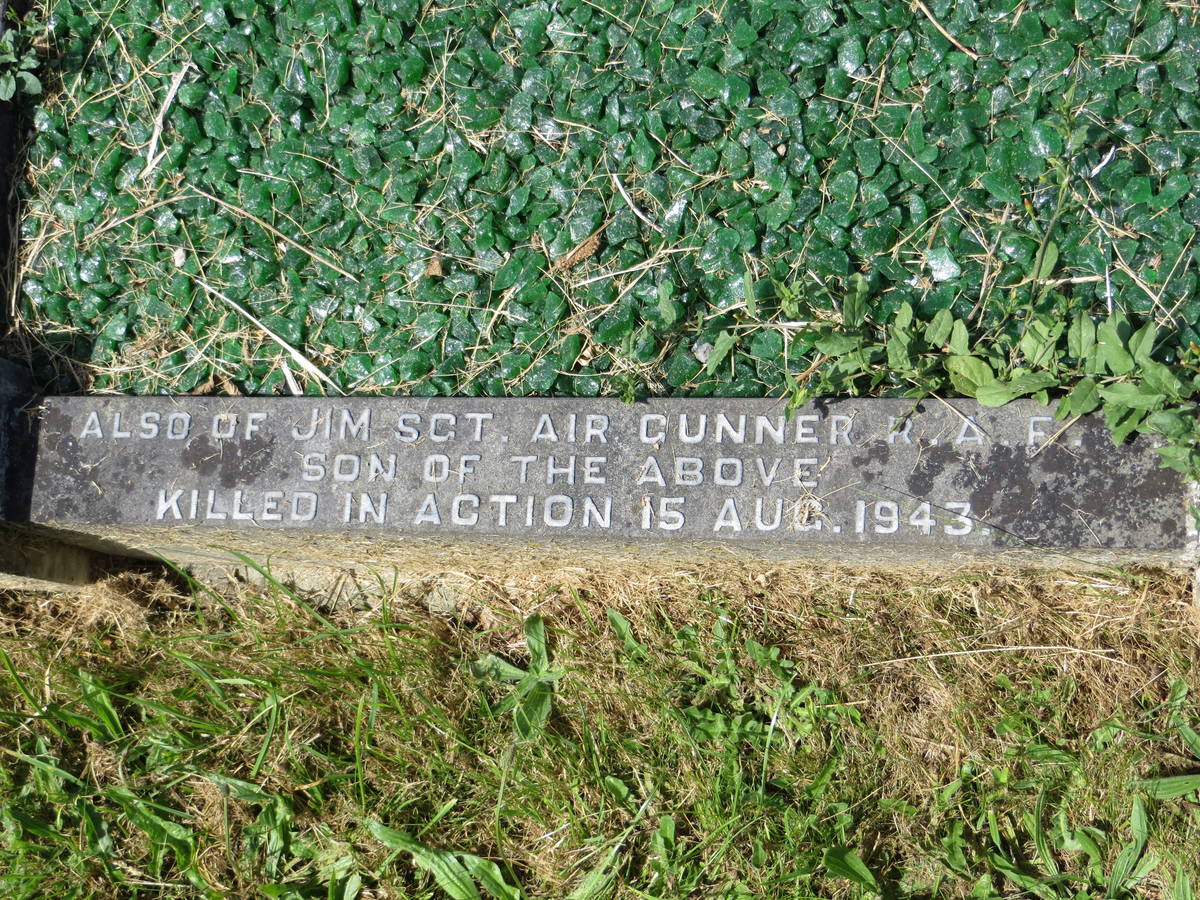 ALSO OF JIM SGT. AIR GUNNER R.A.F.
SON OF THE ABOVE
KILLED IN ACTION 15 AUG. 1943.